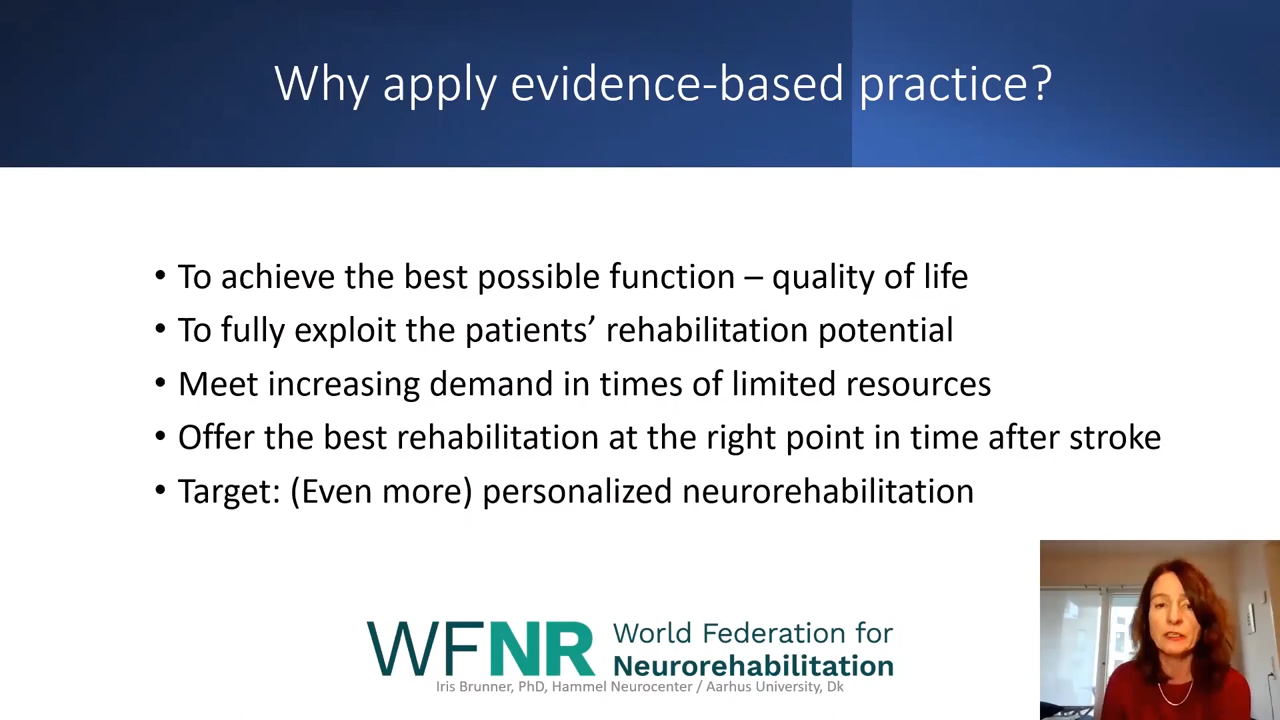 Why apply evidence-based practice?
• To achieve the best possible function – quality of life
• To fully exploit the patients’ rehabilitation potential
• Meet increasing demand in times of limited resources
• Offer the best rehabilitation at the right point in time after stroke
• Target: (Even more) personalized neurorehabilitation
WFNR World Federation for
Neurorehabilitation
Iris Brunner, PhD, Hammel Neurocenter / Aarhus University, Dk